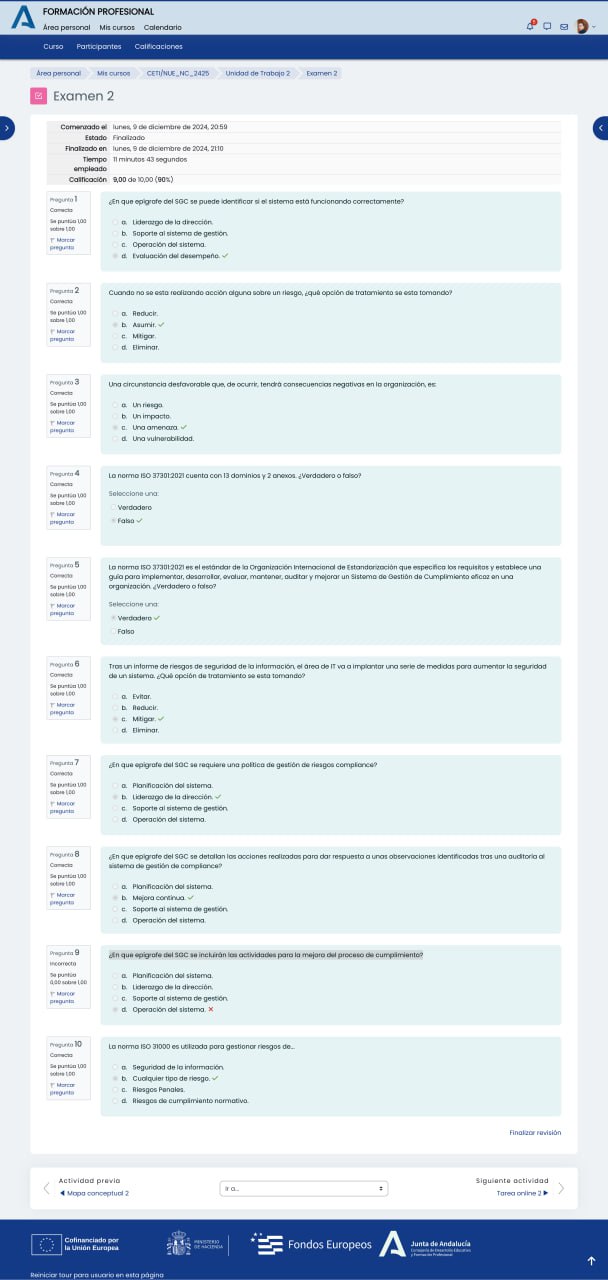 FORMACIÓN PROFESIONAL
Área personal Mis cursos Calendario
Curso Participantes Calificaciones
Área personal Mis cursos CETI/NUE_NC_2425 Unidad de Trabajo 2 Examen 2
Examen 2
Comenzado el lunes, 9 de diciembre de 2024, 20:59
Estado Finalizado
Finalizado en lunes, 9 de diciembre de 2024, 21:10
Tiempo empleado 11 minutos 43 segundos
Calificación 9,00 de 10,00 (90%)
Pregunta 1
Correcta
Se puntúa 1,00 sobre 1,00
Marcar pregunta
¿En que epígrafe del SGC se puede identificar si el sistema está funcionando correctamente?
a. Liderazgo de la dirección.
b. Soporte al sistema de gestión.
c. Operación del sistema.
d. Evaluación del desempeño. ✓
Pregunta 2
Correcta
Se puntúa 1,00 sobre 1,00
Marcar pregunta
Cuando no se esta realizando acción alguna sobre un riesgo, ¿qué opción de tratamiento se esta tomando?
a. Reducir.
b. Asumir. ✓
c. Mitigar.
d. Eliminar.
Pregunta 3
Correcta
Se puntúa 1,00 sobre 1,00
Marcar pregunta
Una circunstancia desfavorable que, de ocurrir, tendrá consecuencias negativas en la organización, es:
a. Un riesgo.
b. Un impacto.
c. Una amenaza. ✓
d. Una vulnerabilidad.
Pregunta 4
Correcta
Se puntúa 1,00 sobre 1,00
Marcar pregunta
La norma ISO 37301:2021 cuenta con 13 dominios y 2 anexos. ¿Verdadero o falso?
Seleccione una:
Verdadero
Falso ✓
Pregunta 5
Correcta
Se puntúa 1,00 sobre 1,00
Marcar pregunta
La norma ISO 37301:2021 es el estándar de la Organización Internacional de Estandarización que especifica los requisitos y establece una
guía para implementar, desarrollar, evaluar, mantener, auditar y mejorar un Sistema de Gestión de Cumplimiento eficaz en una
organización. ¿Verdadero o falso?
Seleccione una:
Verdadero ✓
Falso
Pregunta 6
Correcta
Se puntúa 1,00 sobre 1,00
Marcar pregunta
Tras un informe de riesgos de seguridad de la información, el área de IT va a implantar una serie de medidas para aumentar la seguridad
de un sistema. ¿Qué opción de tratamiento se esta tomando?
a. Evitar.
b. Reducir.
c. Mitigar. ✓
d. Eliminar.
Pregunta 7
Correcta
Se puntúa 1,00 sobre 1,00
Marcar pregunta
¿En que epígrafe del SGC se requiere una política de gestión de riesgos compliance?
a. Planificación del sistema.
b. Liderazgo de la dirección. ✓
c. Soporte al sistema de gestión.
d. Operación del sistema.
Pregunta 8
Correcta
Se puntúa 1,00 sobre 1,00
Marcar pregunta
¿En que epígrafe del SGC se detallan las acciones realizadas para dar respuesta a unas observaciones identificadas tras una auditoría al
sistema de gestión de compliance?
a. Planificación del sistema.
b. Mejora continua. ✓
c. Soporte al sistema de gestión.
d. Operación del sistema.
Pregunta 9
Incorrecta
Se puntúa 0,00 sobre 1,00
Marcar pregunta
¿En que epígrafe del SGC se incluirán las actividades para la mejora del proceso de cumplimiento?
a. Planificación del sistema.
b. Liderazgo de la dirección.
c. Soporte al sistema de gestión.
d. Operación del sistema. ✗
Pregunta 10
Correcta
Se puntúa 1,00 sobre 1,00
Marcar pregunta
La norma ISO 31000 es utilizada para gestionar riesgos de...
a. Seguridad de la información.
b. Cualquier tipo de riesgo. ✓
c. Riesgos Penales.
d. Riesgos de cumplimiento normativo.
Finalizar revisión
Actividad previa
◀ Mapa conceptual 2
Ir a...
Siguiente actividad
Tarea online 2 ▶
Cofinanciado por
la Unión Europea
MINISTERIO
DE HACIENDA
Fondos Europeos
Junta de Andalucía
Consejería de Desarrollo Educativo
y Formación Profesional
Reiniciar tour para usuario en esta página